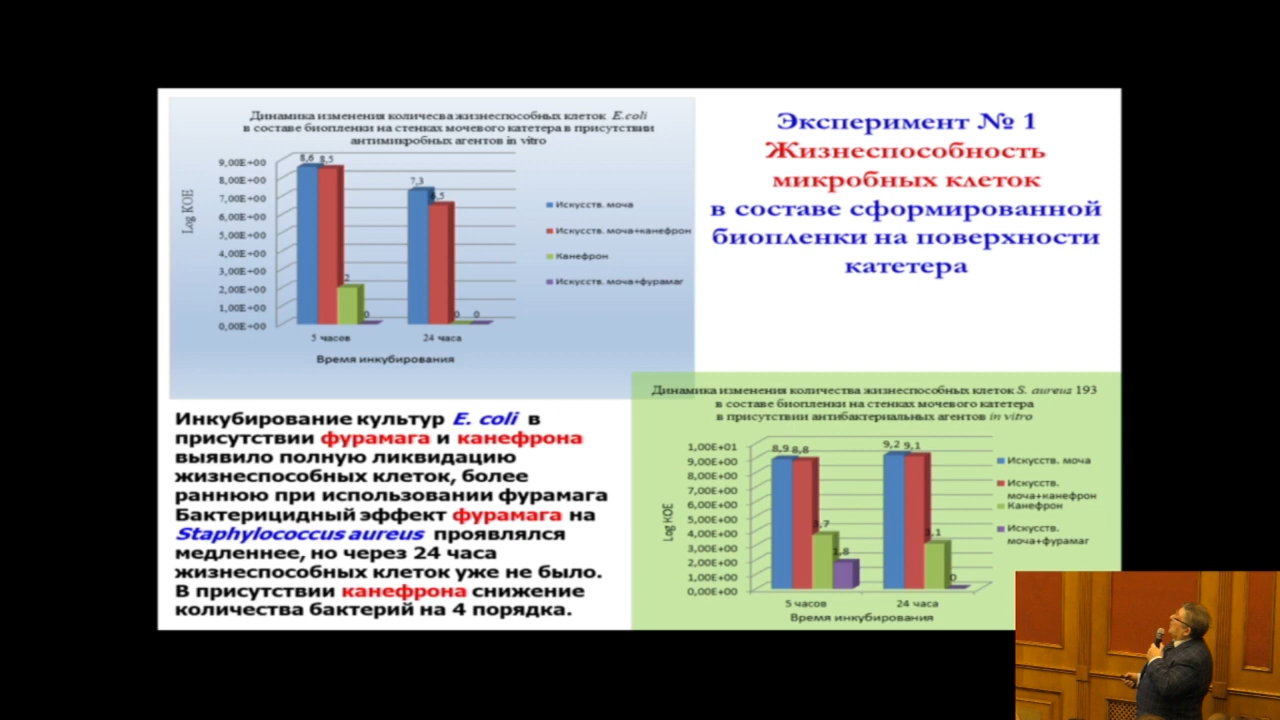 Динамика изменения количесва жизнеспособных клеток E.coli
в составе биопленки на стенках мочевого катетера в присутствии
антимикробных агентов in vitro
9,00E+00
8,00E+00
7,00E+00
6,00E+00
5,00E+00
4,00E+00
3,00E+00
2,00E+00
1,00E+00
0,00E+00
Log КОЕ
8,6 8,5
2
0
7,3
6,5
0 0
5 часов 24 часа
Время инкубирования
Искусств. моча
Искусств. моча+канефрон
Канефрон
Искусств. моча+фурамаг
Эксперимент № 1
Жизнеспособность
микробных клеток
в составе сформированной
биопленки на поверхности
катетера
Инкубирование культур E. coli в
присутствии фурамага и канефрона
выявило полную ликвидацию
жизнеспособных клеток, более
раннюю при использовании фурамага
Бактерицидный эффект фурамага на
Staphylococcus aureus проявлялся
медленнее, но через 24 часа
жизнеспособных клеток уже не было.
В присутствии канефрона снижение
количества бактерий на 4 порядка.
Динамика изменения количества жизнеспособных клеток S. aureus 193
в составе биопленки на стенках мочевого катетера
в присутствии антибактериальных агентов in vitro
1,00E+01
9,00E+00
8,00E+00
7,00E+00
6,00E+00
5,00E+00
4,00E+00
3,00E+00
2,00E+00
1,00E+00
0,00E+00
Log КОЕ
8,9 8,8
3,7
1,8
9,2 9,1
3,1
0
5 часов 24 часа
Время инкубирования
Искусств. моча
Искусств.
моча+канефрон
Канефрон
Искусств.
моча+фурамаг